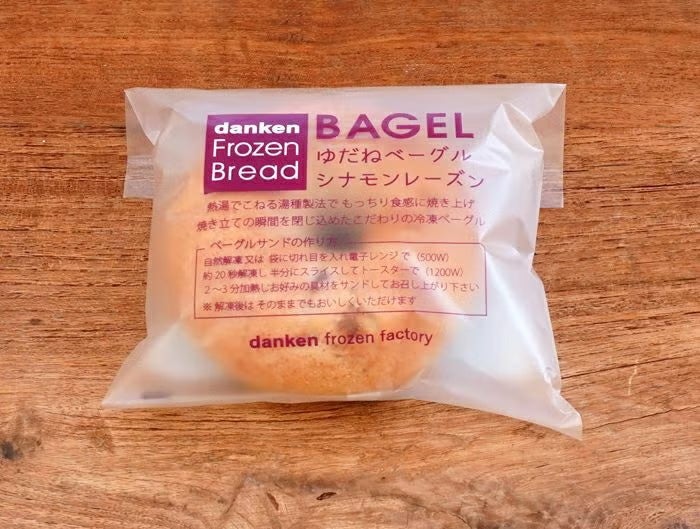 danken
Frozen
Bread
BAGEL
ゆだねベーグル
シナモンレーズン
熱湯でこねる湯種製法で もっちり食感に焼き上げ
焼き立ての瞬間を閉じ込めたこだわりの冷凍ベーグル
ベーグルサンドの作り方
自然解凍 又は 袋に切れ目を入れ電子レンジで（500W）
約20秒解凍し 半分にスライスしてトースターで（1200W）
2～3分加熱しお好みの具材をサンドしてお召し上がり下さい
※ 解凍後は そのままでもおいしくいただけます
danken frozen factory